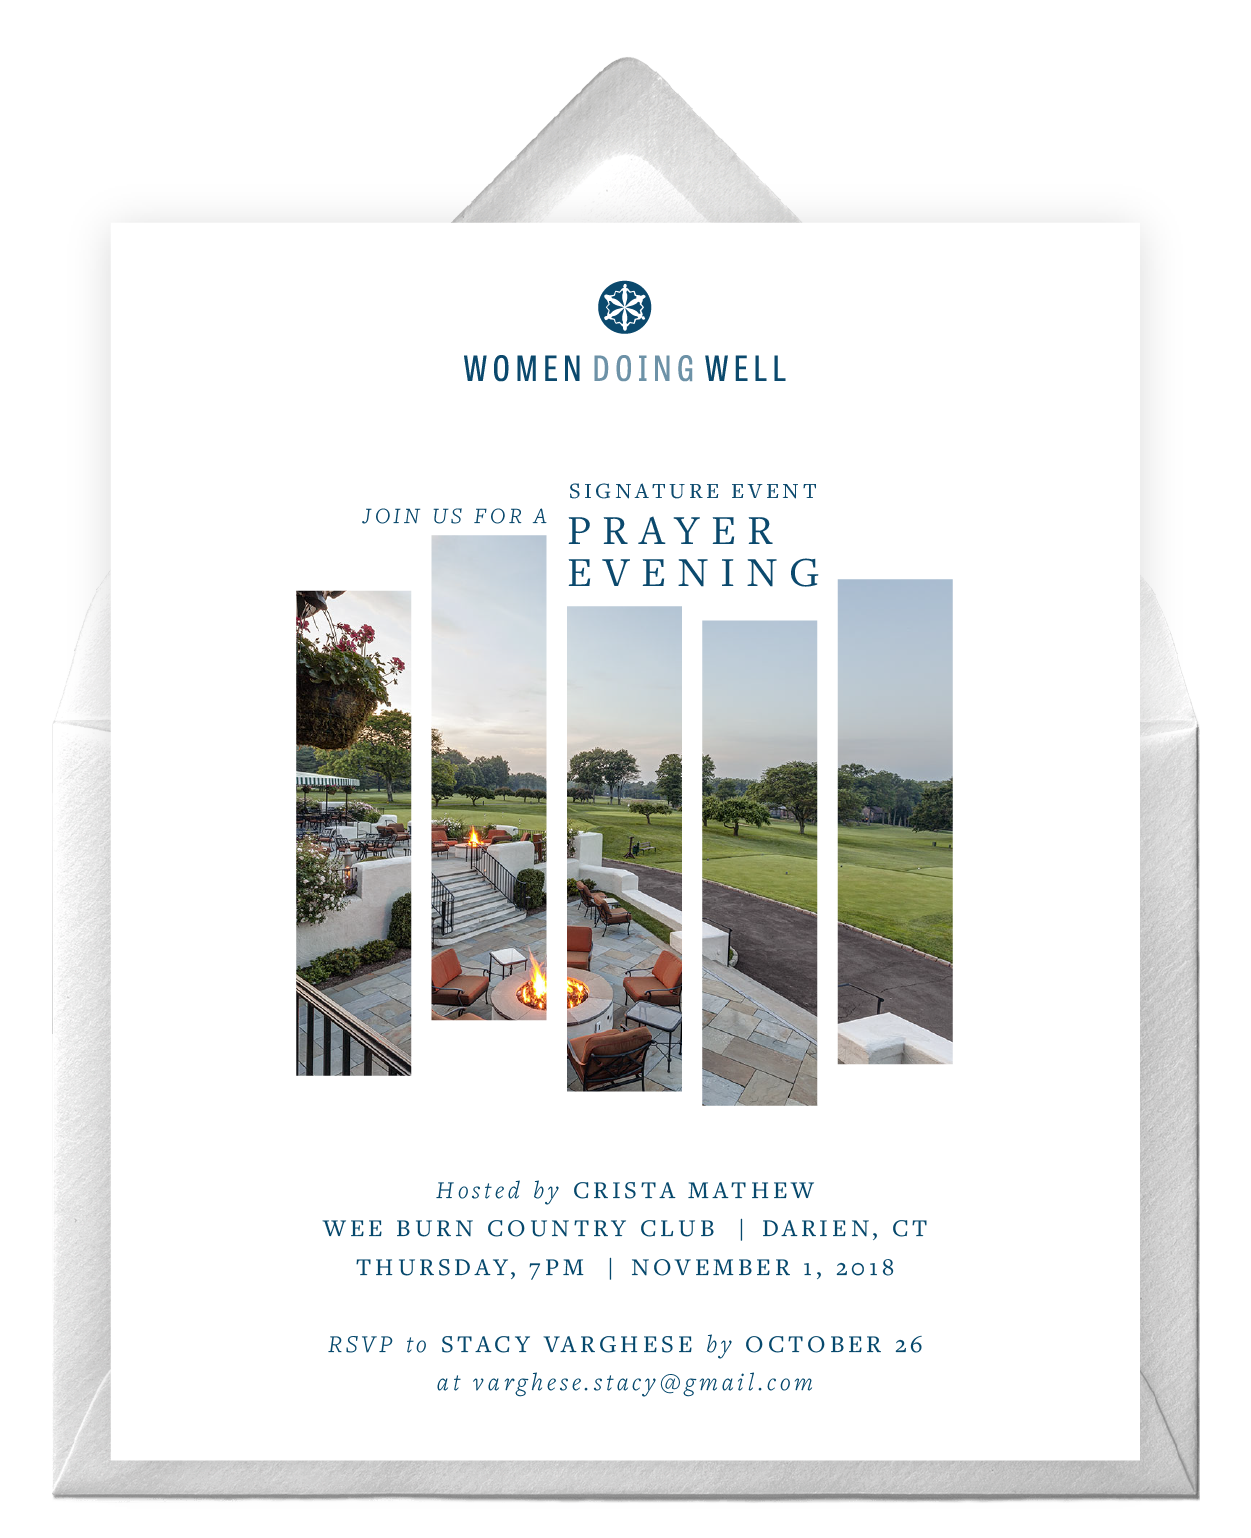 WOMEN DOING WELL
JOIN US FOR A
SIGNATURE EVENT
PRAYER
EVENING
Hosted by CRISTA MATHEW
WEE BURN COUNTRY CLUB | DARIEN, CT
THURSDAY, 7PM | NOVEMBER 1, 2018
RSVP to STACY VARGHESE by OCTOBER 26
at varghese.stacy@gmail.com